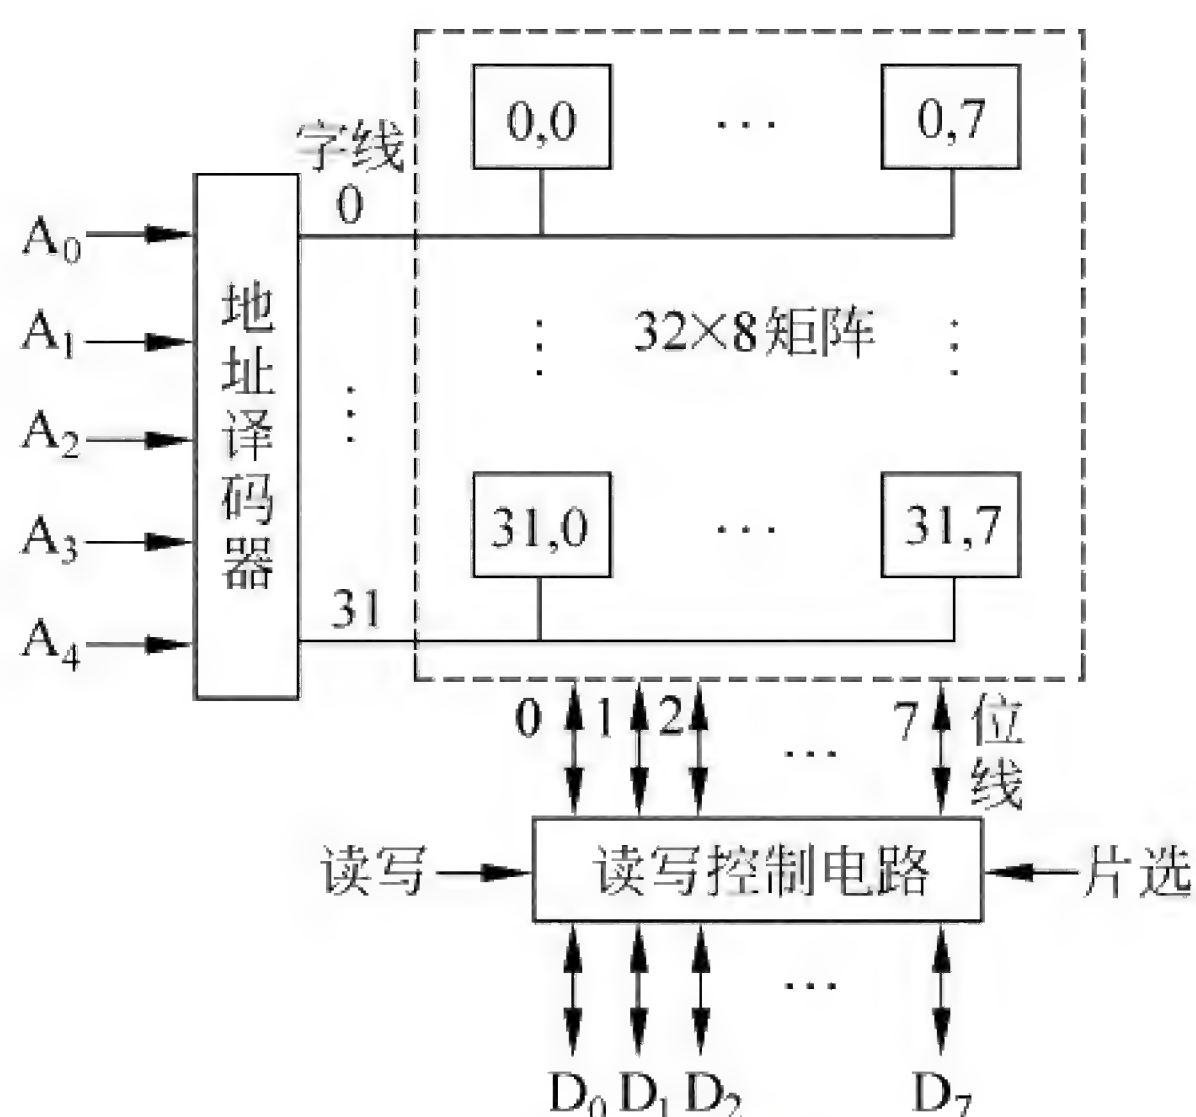 0,0 … 0,7
字线
0
A0
地址译码器
A1
32×8矩阵
A2
A3
31,0 … 31,7
31
A4
0 1 2 … 7 位线
读写 读写控制电路 片选
D0 D1 D2 … D7